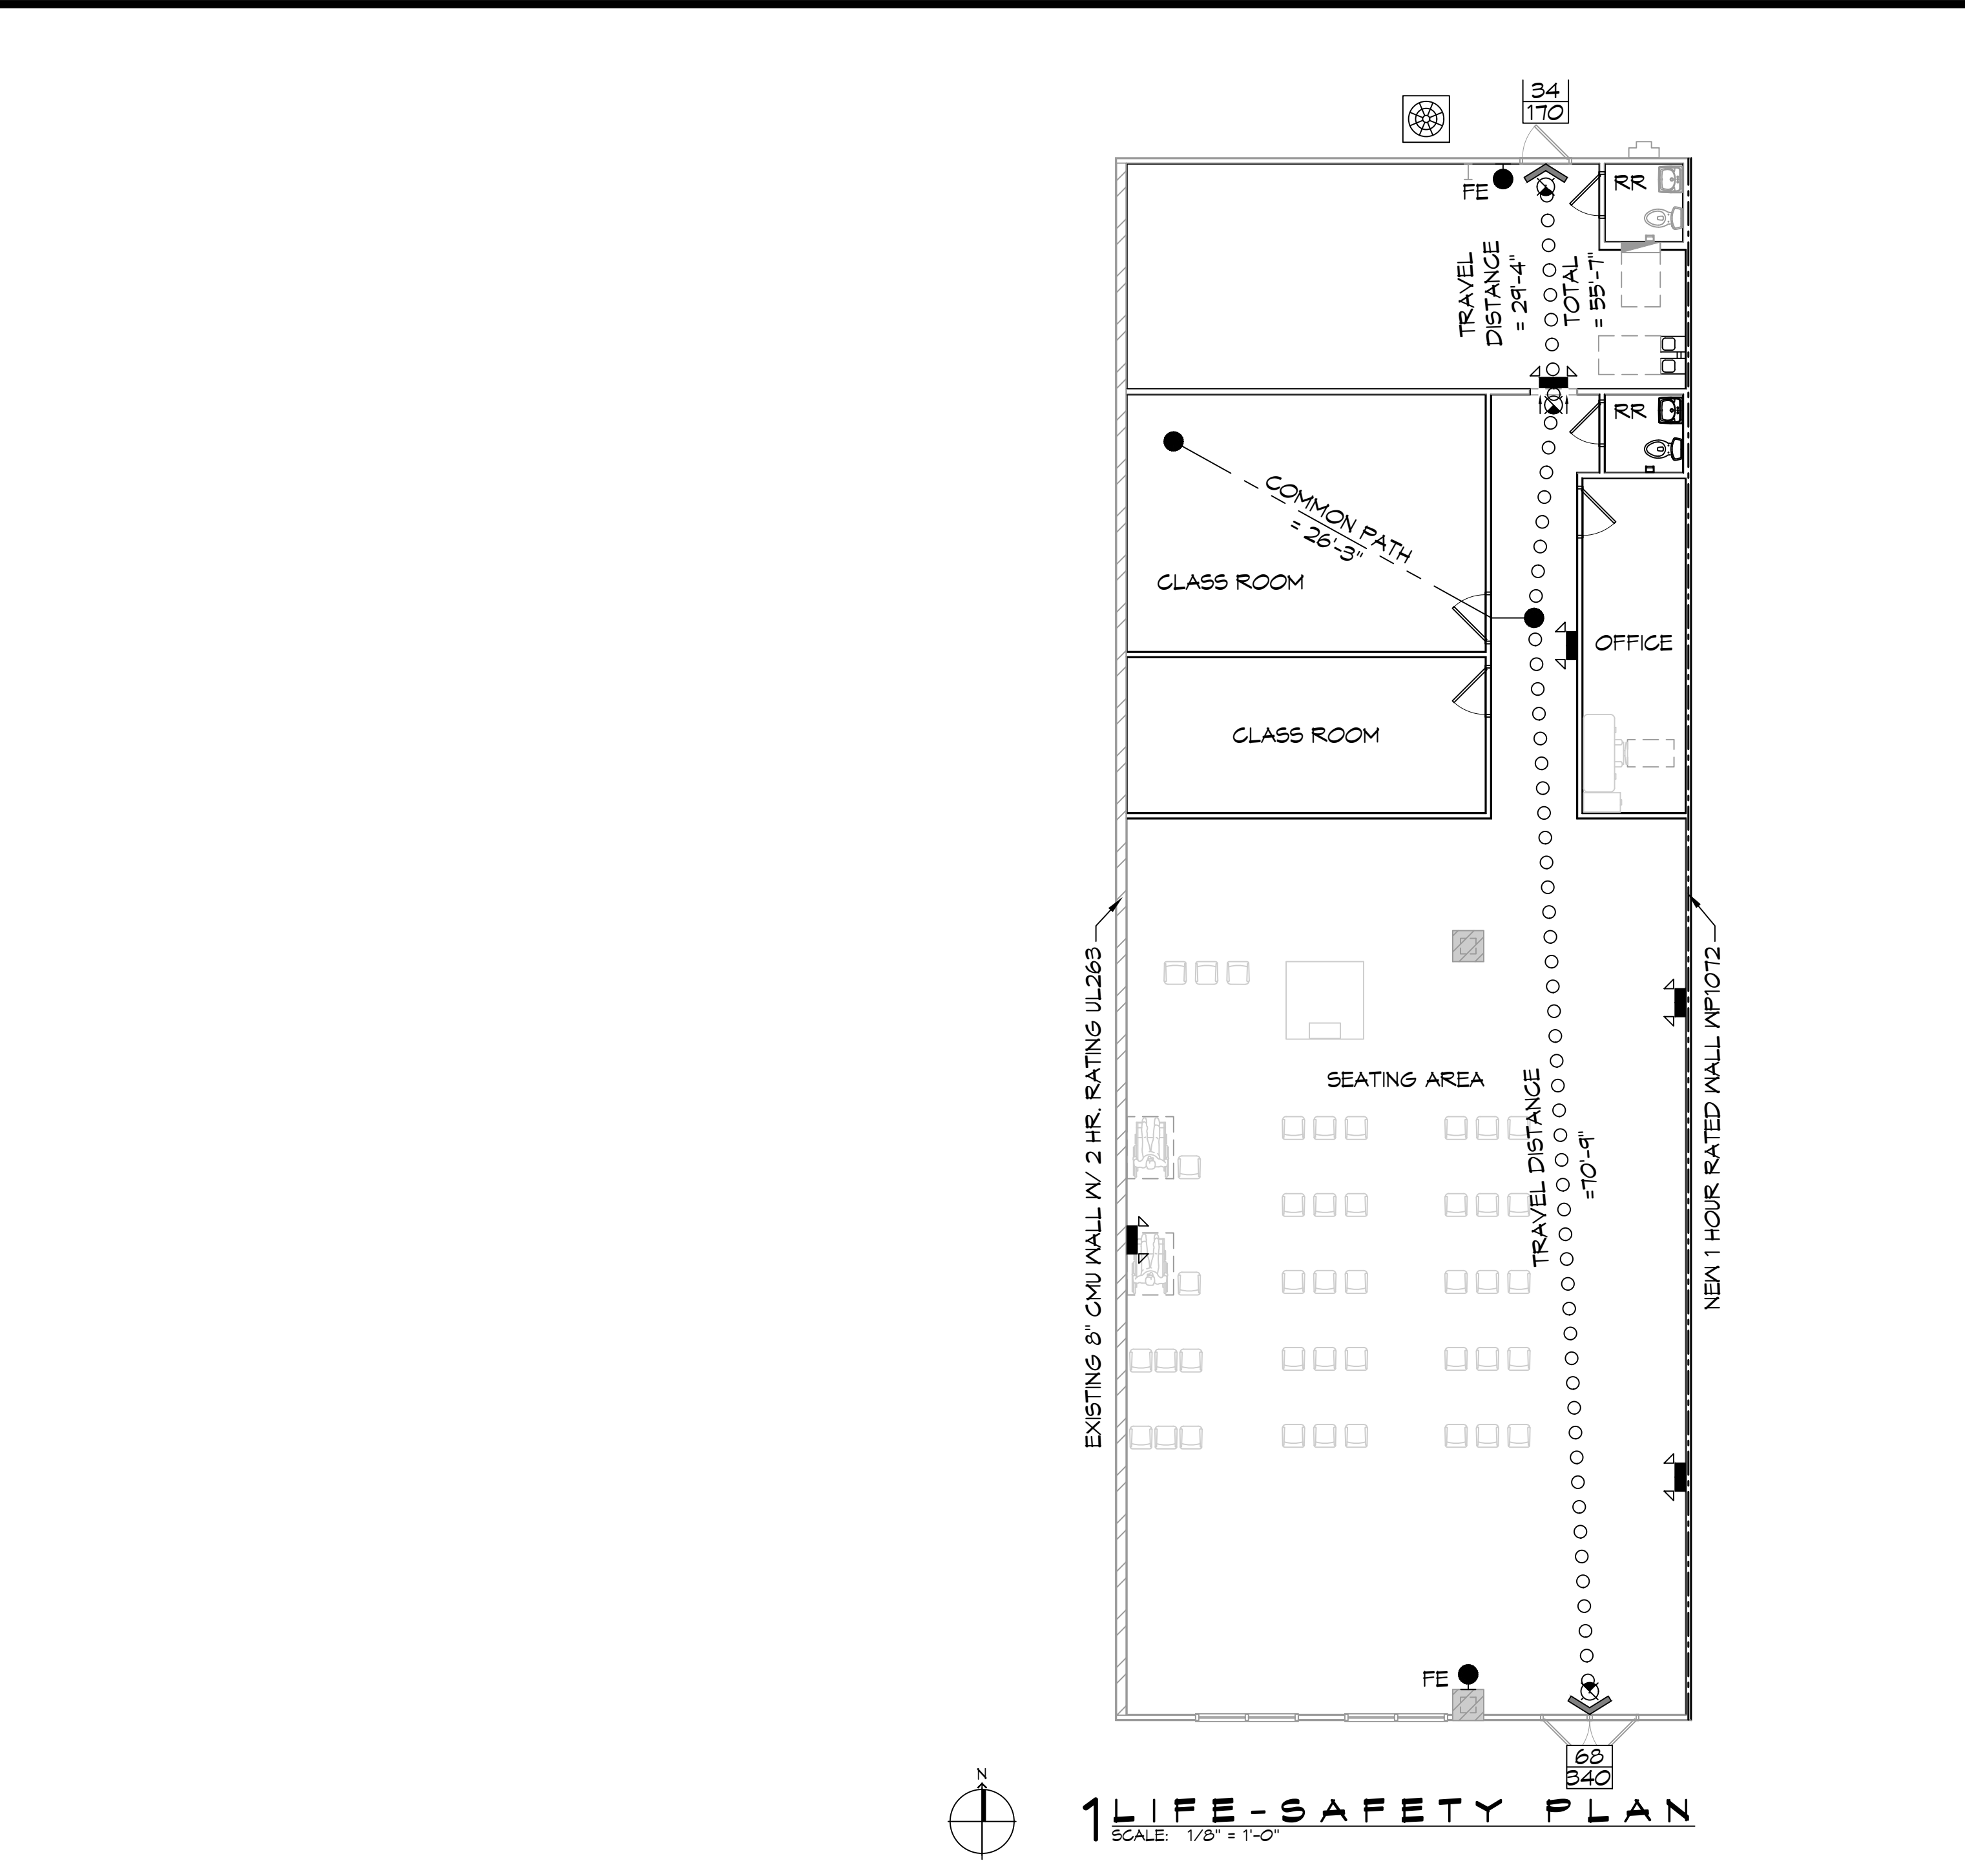 34
170
FE
RR
TRAVEL
DISTANCE
= 29'-4"
TOTAL
= 55'-7"
RR
COMMON PATH
= 26'-3"
CLASS ROOM
OFFICE
CLASS ROOM
EXISTING 8" CMU WALL W/ 2 HR. RATING UL263
NEW 1 HOUR RATED WALL WP1072
SEATING AREA
TRAVEL DISTANCE
=70'-9"
FE
68
340
N
1 LIFE-SAFETY PLAN
SCALE: 1/8" = 1'-0"